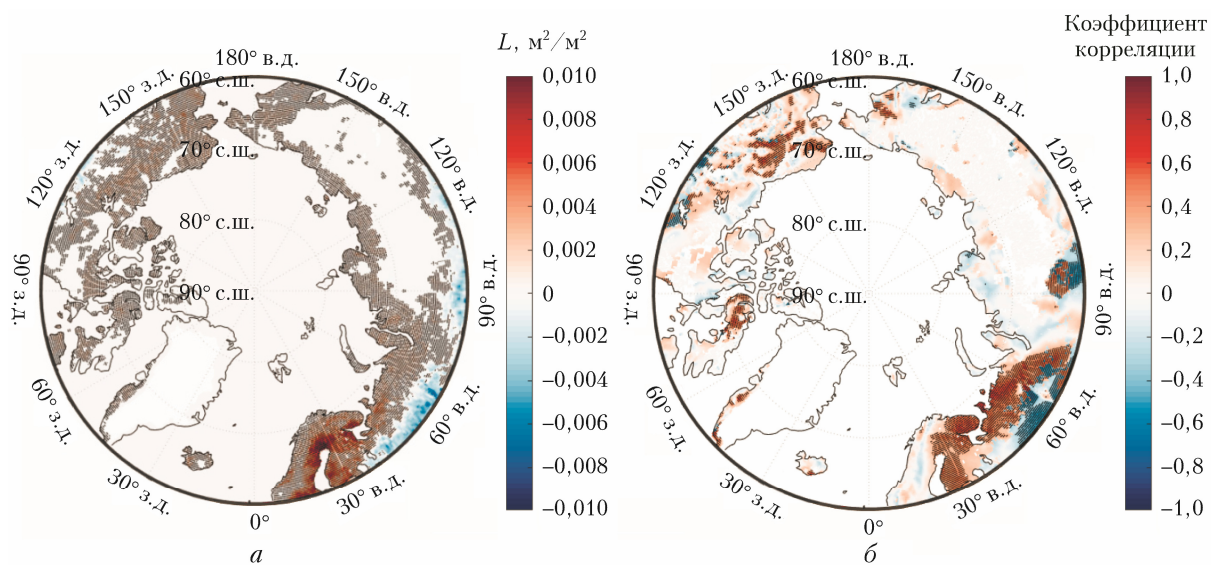 L, м²/м²
0,010
0,008
0,006
0,004
0,002
0
−0,002
−0,004
−0,006
−0,008
−0,010
180° в.д.
150° з.д.
150° в.д.
120° з.д.
120° в.д.
90° з.д.
90° в.д.
60° з.д.
60° в.д.
30° з.д.
30° в.д.
0°
60° с.ш.
70° с.ш.
80° с.ш.
90° с.ш.
а
Коэффициент
корреляции
1,0
0,8
0,6
0,4
0,2
0
−0,2
−0,4
−0,6
−0,8
−1,0
180° в.д.
150° з.д.
150° в.д.
120° з.д.
120° в.д.
90° з.д.
90° в.д.
60° з.д.
60° в.д.
30° з.д.
30° в.д.
0°
60° с.ш.
70° с.ш.
80° с.ш.
90° с.ш.
б